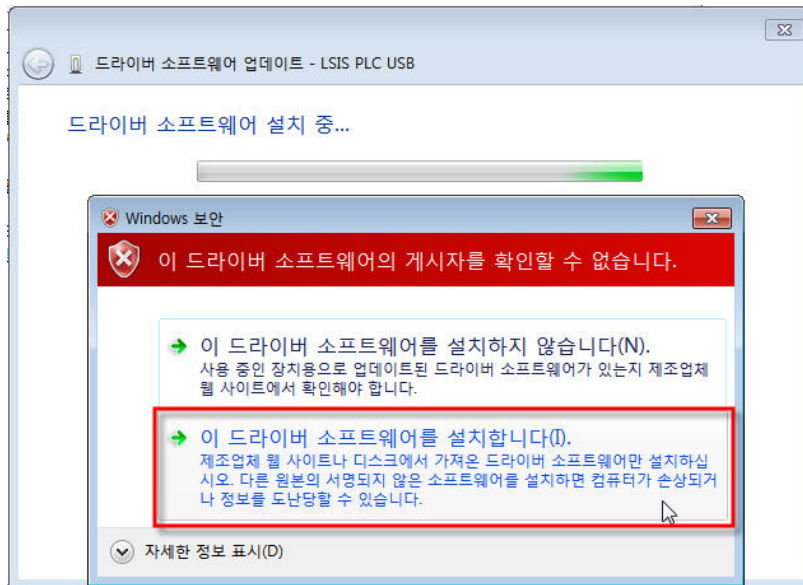 드라이버 소프트웨어 업데이트 - LSIS PLC USB
드라이버 소프트웨어 설치 중...
Windows 보안
이 드라이버 소프트웨어의 게시자를 확인할 수 없습니다.
이 드라이버 소프트웨어를 설치하지 않습니다(N).
사용 중인 장치용으로 업데이트된 드라이버 소프트웨어가 있는지 제조업체
웹 사이트에서 확인해야 합니다.
이 드라이버 소프트웨어를 설치합니다(I).
제조업체 웹 사이트나 디스크에서 가져온 드라이버 소프트웨어만 설치하십
시오. 다른 원본의 서명되지 않은 소프트웨어를 설치하면 컴퓨터가 손상되거
나 정보를 도난당할 수 있습니다.
자세한 정보 표시(D)